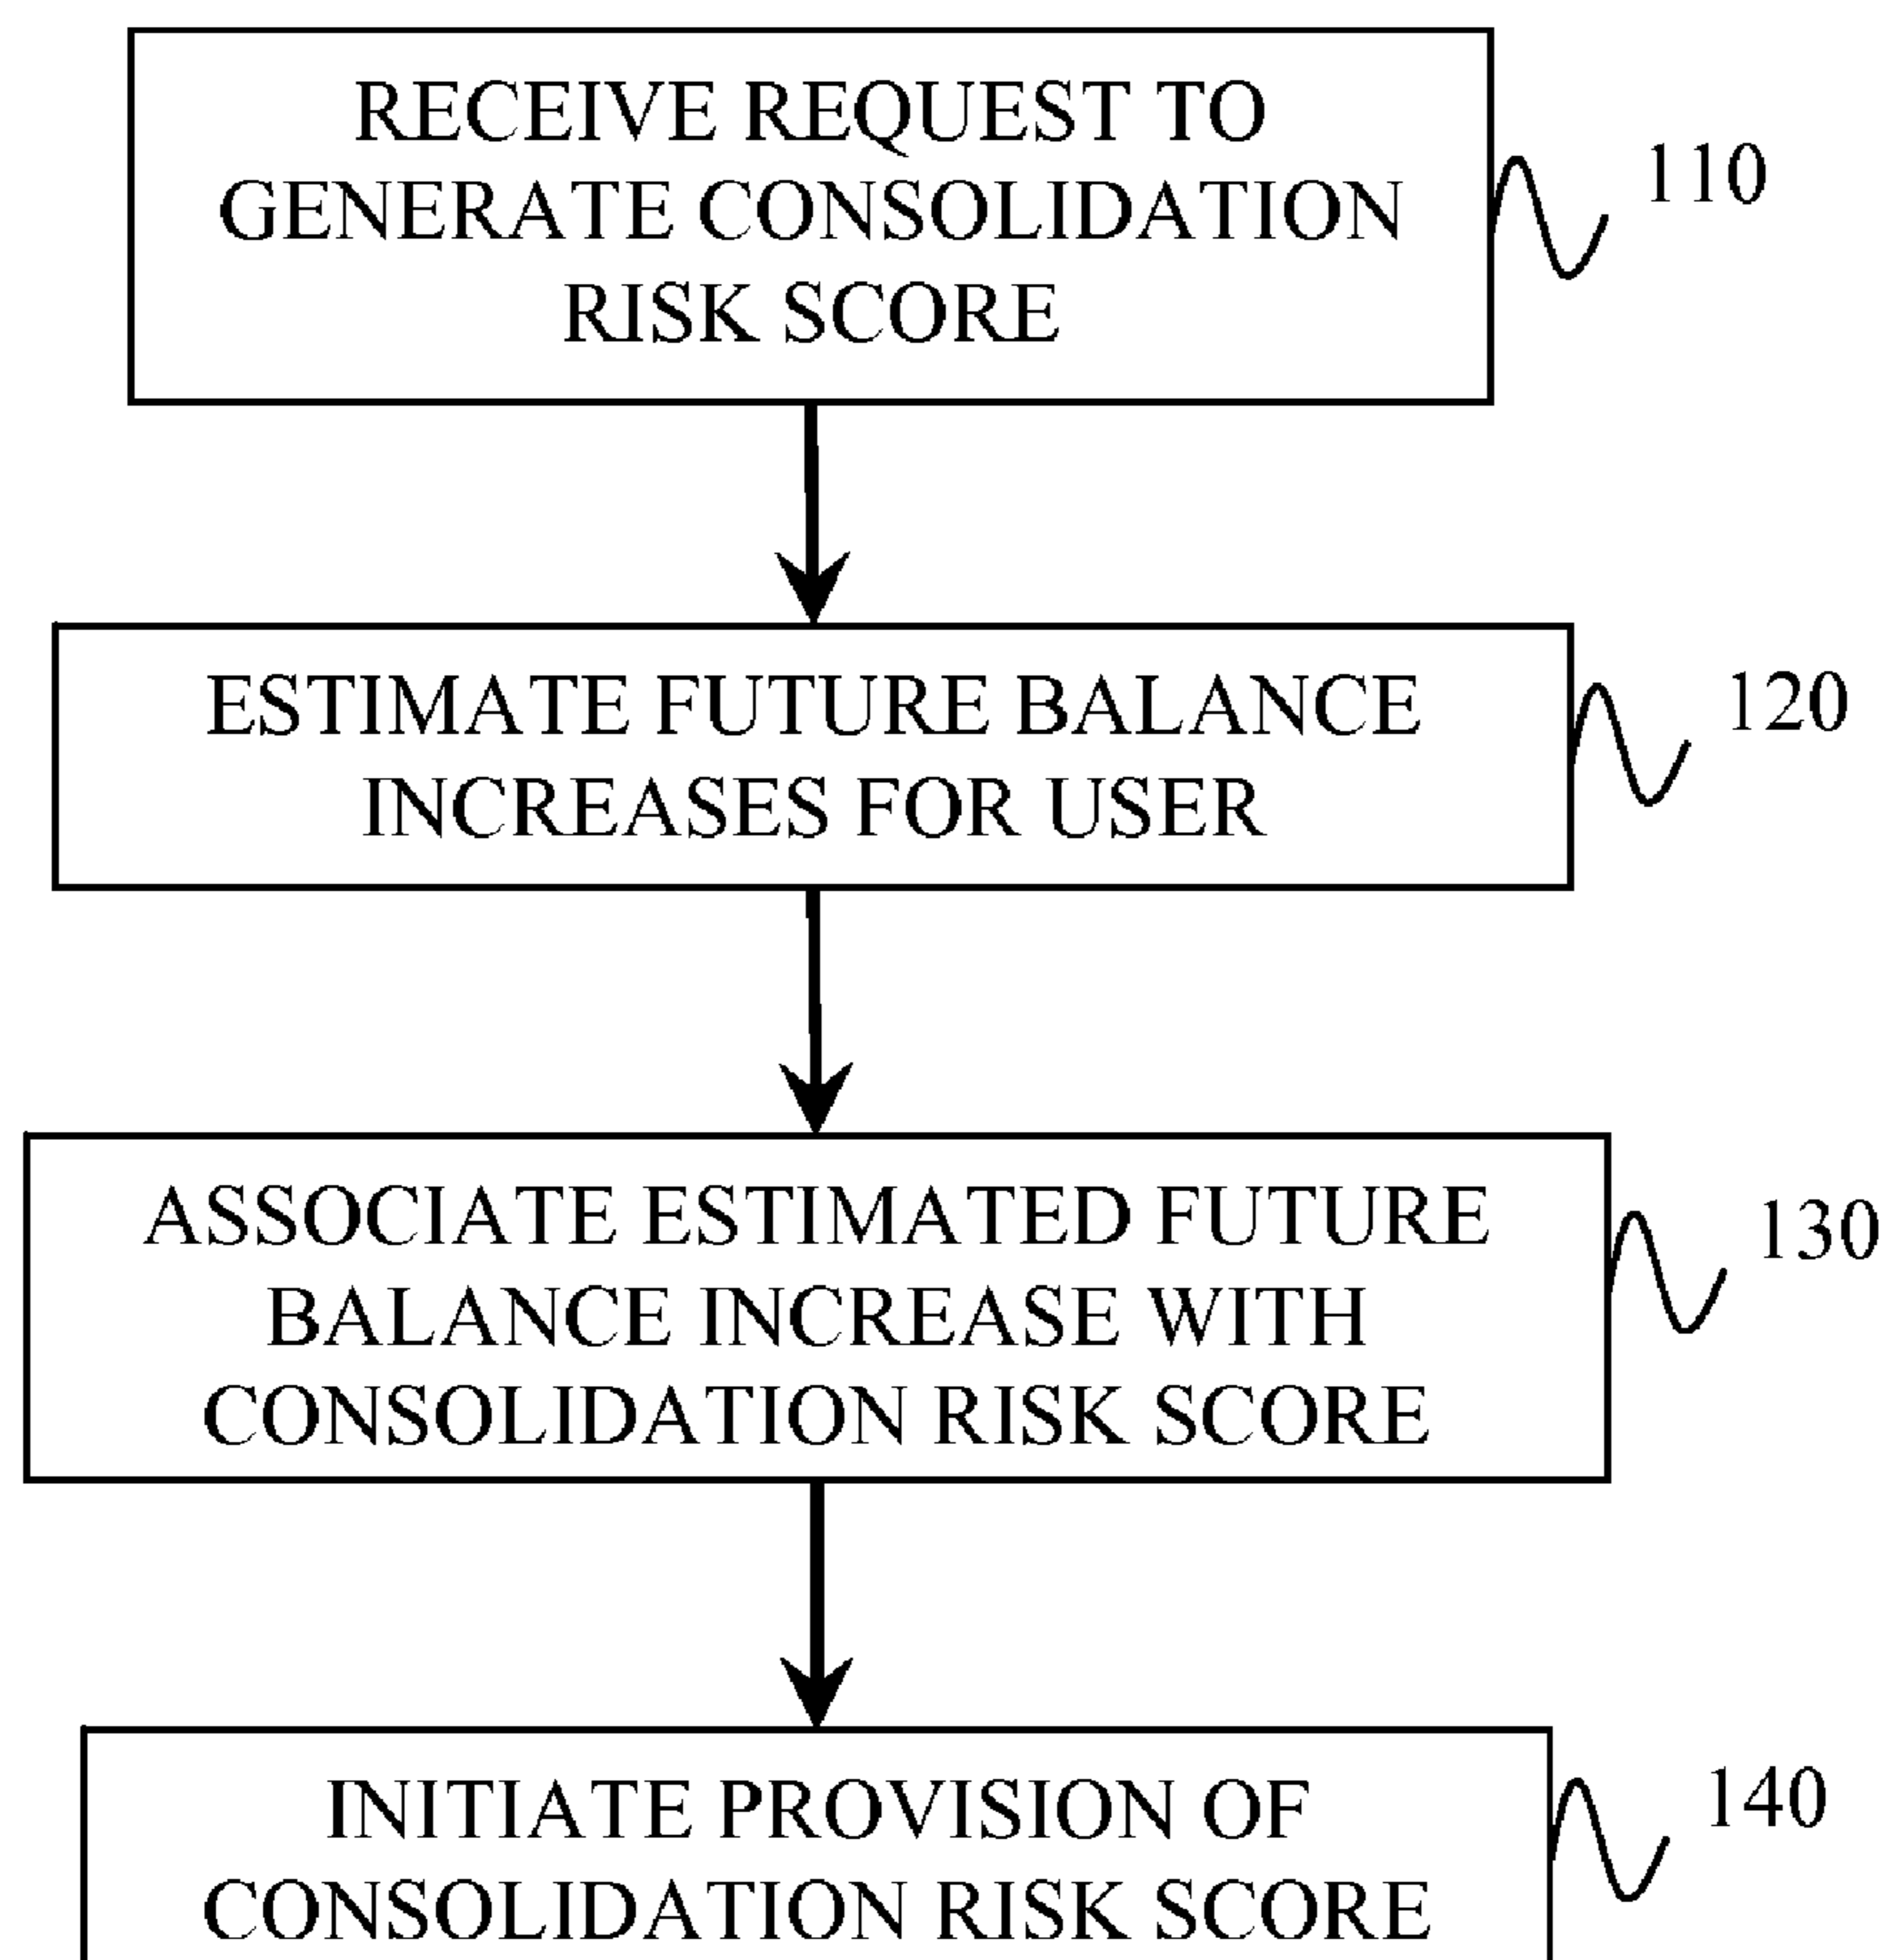 RECEIVE REQUEST TO
GENERATE CONSOLIDATION
RISK SCORE
110
ESTIMATE FUTURE BALANCE
INCREASES FOR USER
120
ASSOCIATE ESTIMATED FUTURE
BALANCE INCREASE WITH
CONSOLIDATION RISK SCORE
130
INITIATE PROVISION OF
CONSOLIDATION RISK SCORE
140